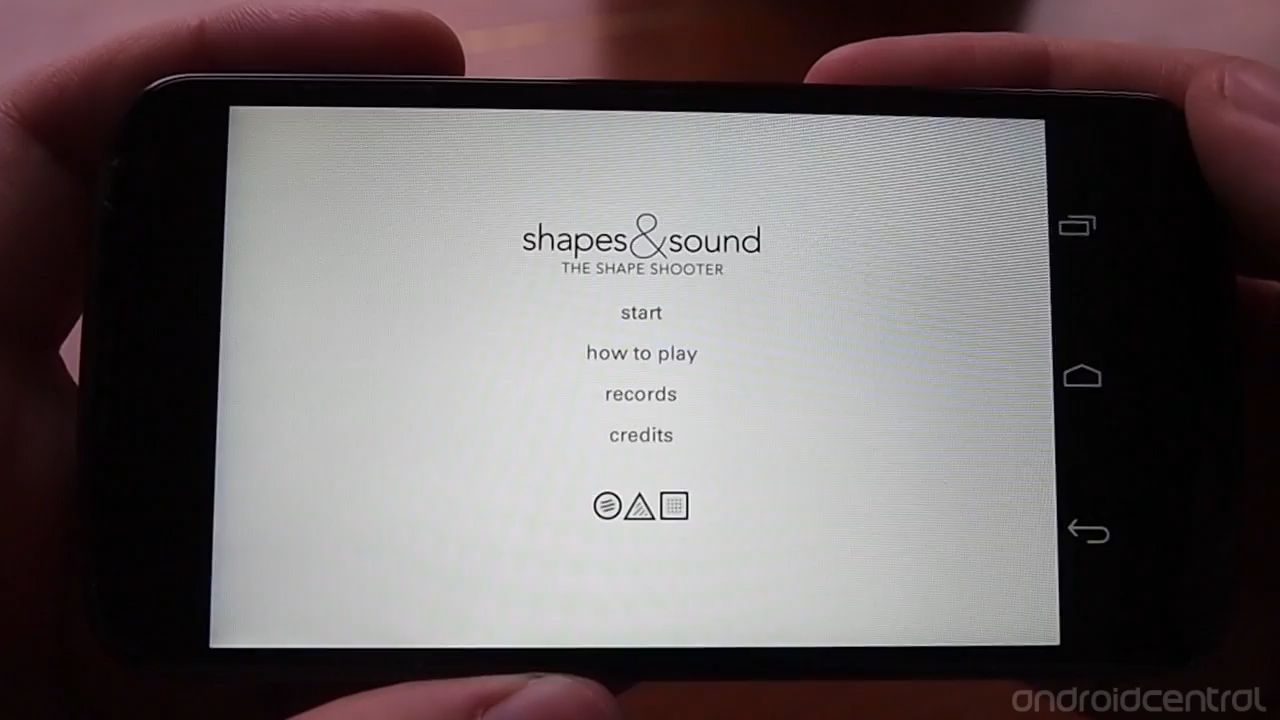 shapes&sound
THE SHAPE SHOOTER
start
how to play
records
credits
androidcentral